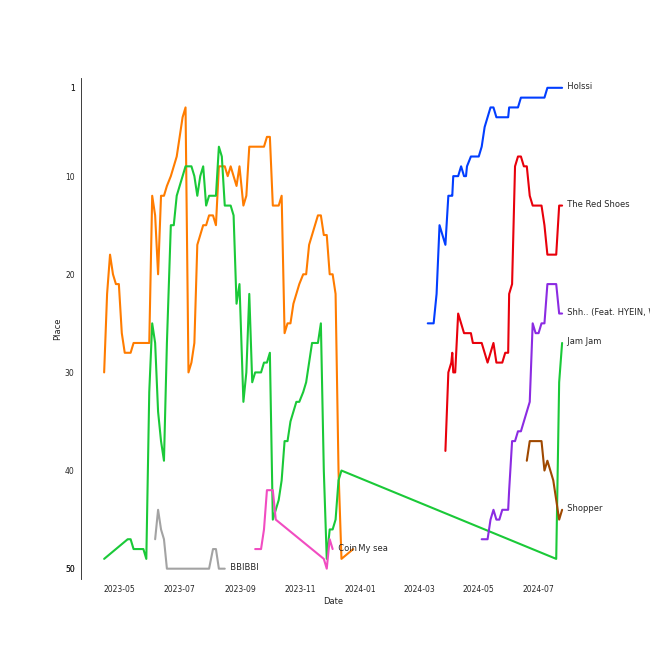 1
10
20
30
40
50
Place
2023-05
2023-07
2023-09
2023-11
2024-01
2024-03
2024-05
2024-07
Date
Holssi
The Red Shoes
Shh.. (Feat. HYEIN,
Jam Jam
Shopper
Coin My sea
BBIBBI